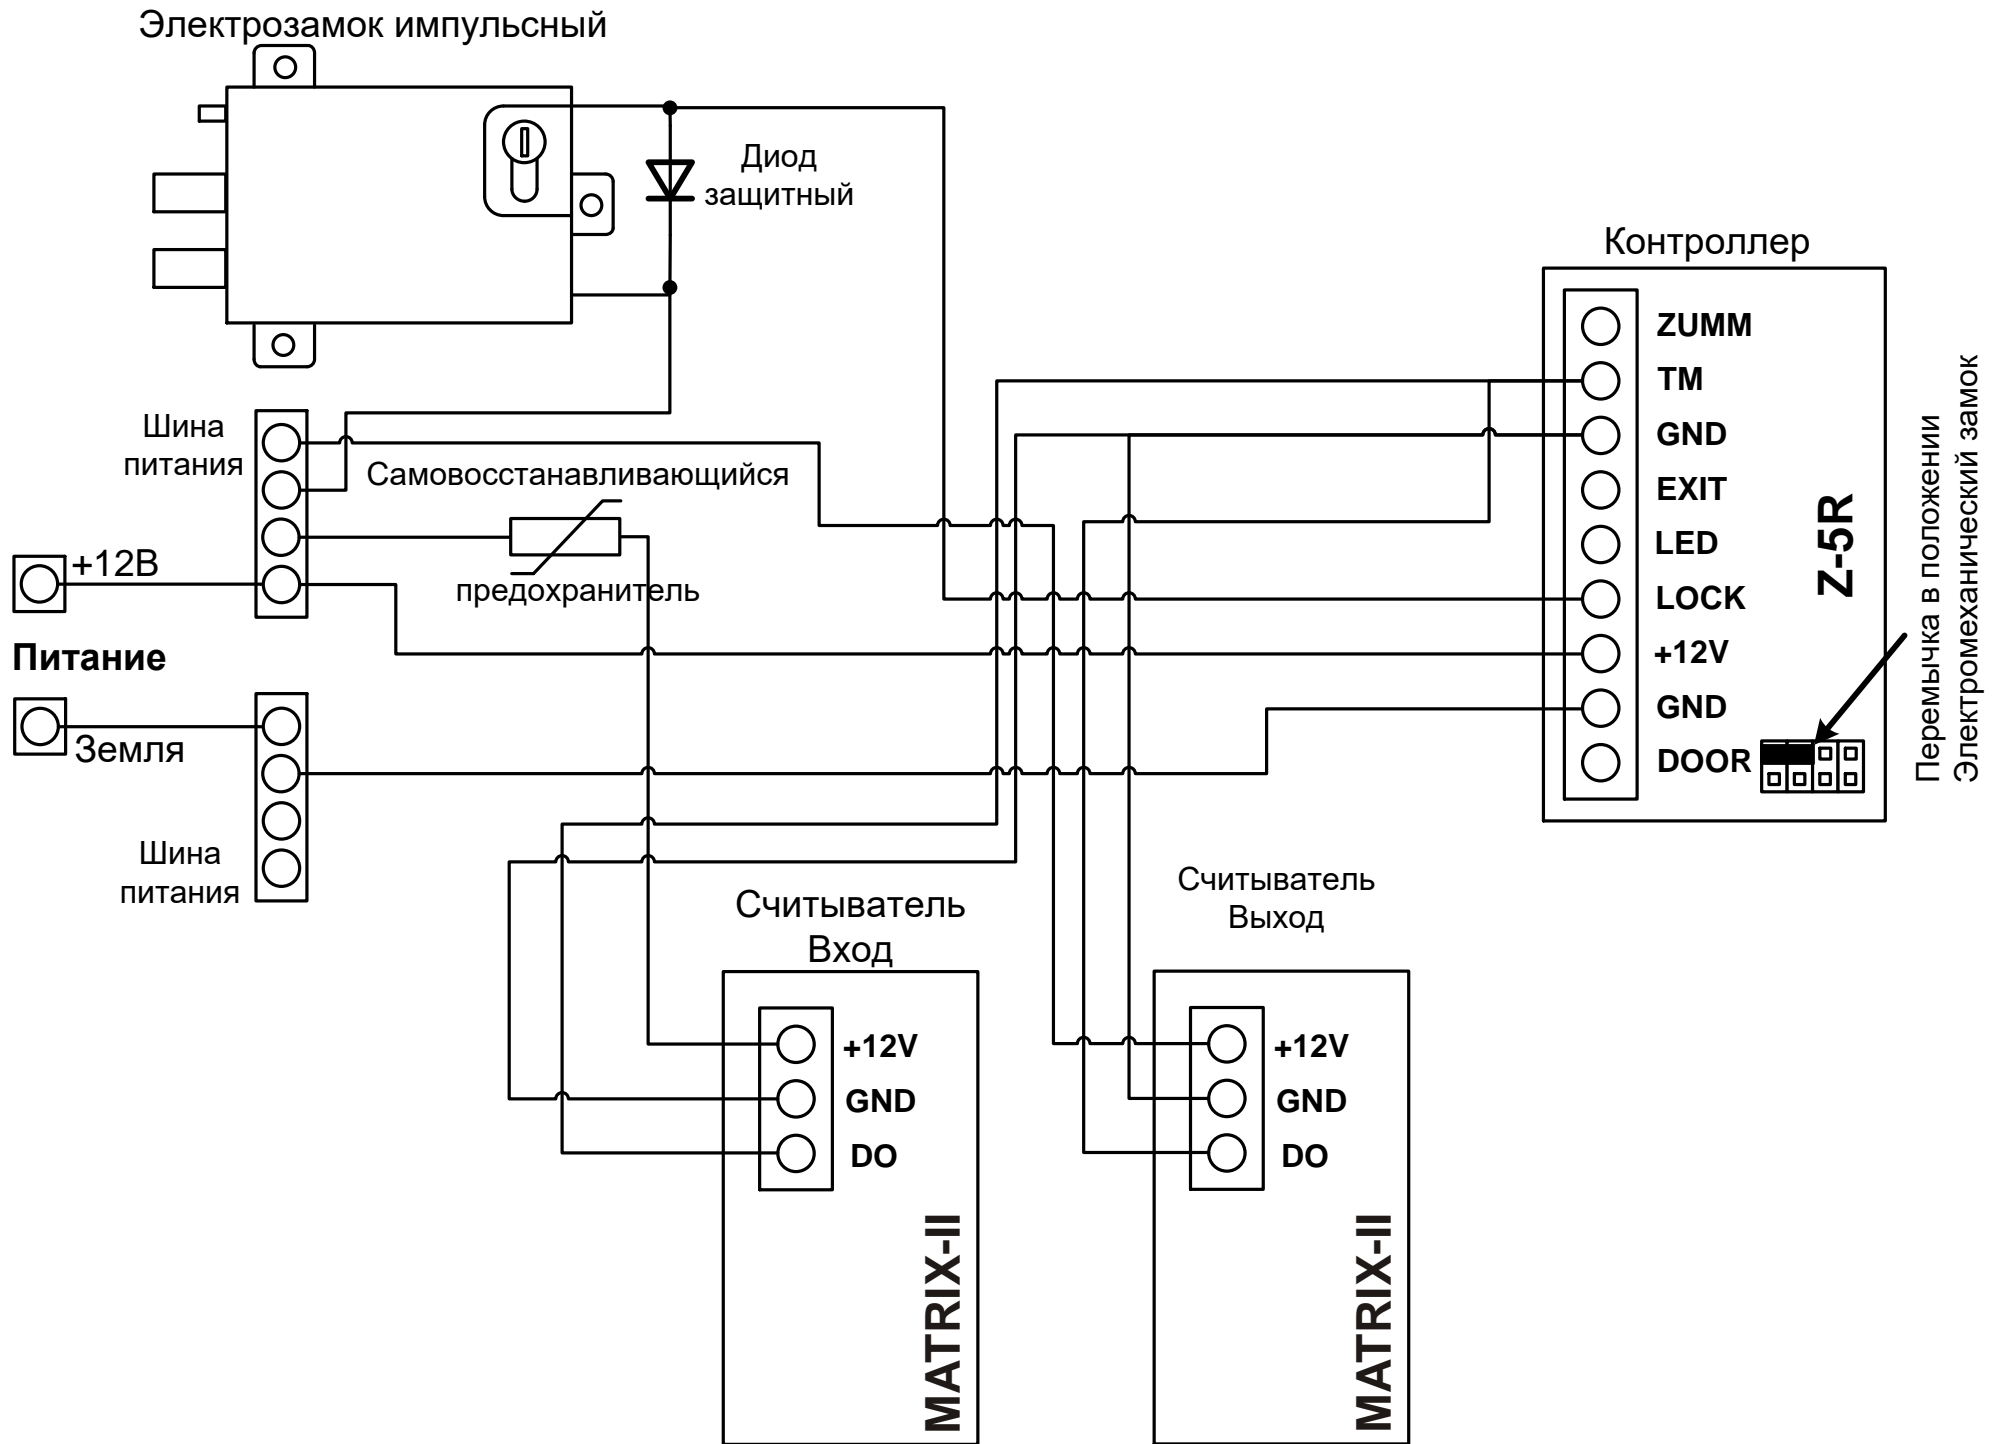 Электрозамок импульсный
Диод
защитный
Контроллер
ZUMM
TM
GND
EXIT
LED
LOCK
+12V
GND
DOOR
Z-5R
Перемычка в положении
Электромеханический замок
Шина
питания
Самовосстанавливающийся
предохранитель
+12В
Питание
Земля
Шина
питания
Считыватель
Вход
+12V
GND
DO
MATRIX-II
Считыватель
Выход
+12V
GND
DO
MATRIX-II